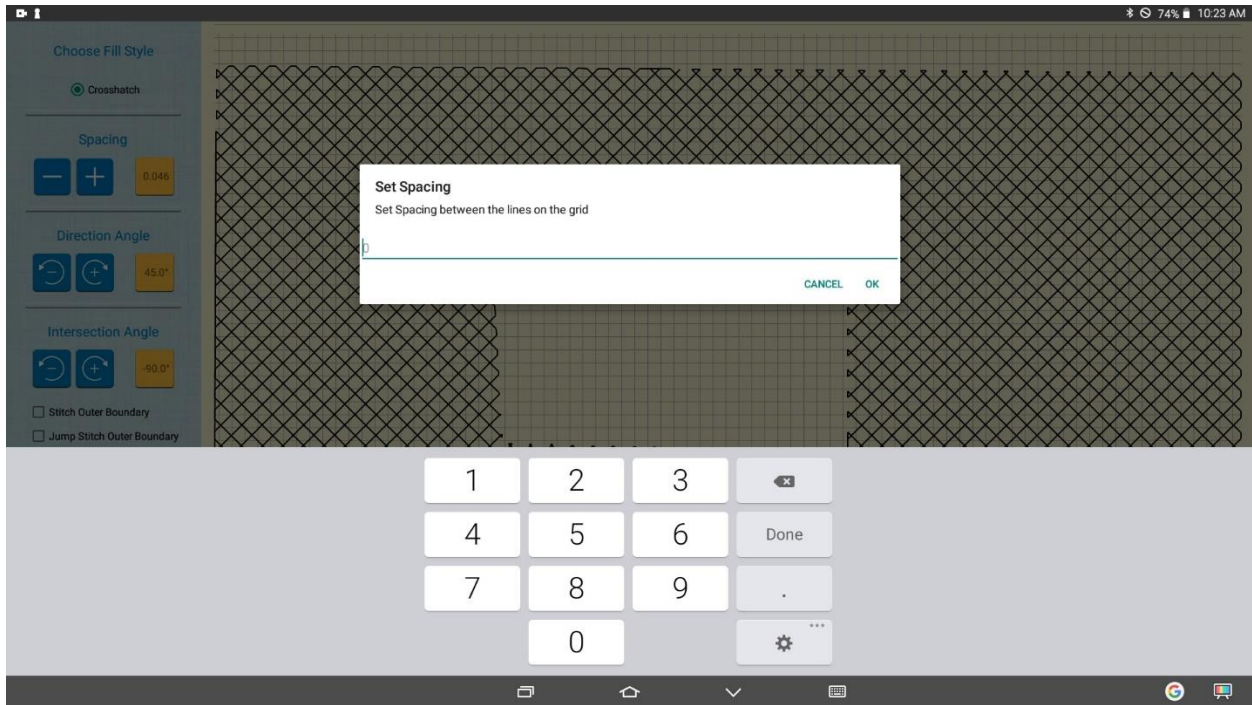 74% 10:23 AM
Choose Fill Style
Crosshatch
Spacing
0.046
Direction Angle
45.0°
Intersection Angle
-90.0°
Stitch Outer Boundary
Jump Stitch Outer Boundary
Set Spacing
Set Spacing between the lines on the grid
0
CANCEL OK
1 2 3
4 5 6 Done
7 8 9 .
0
G